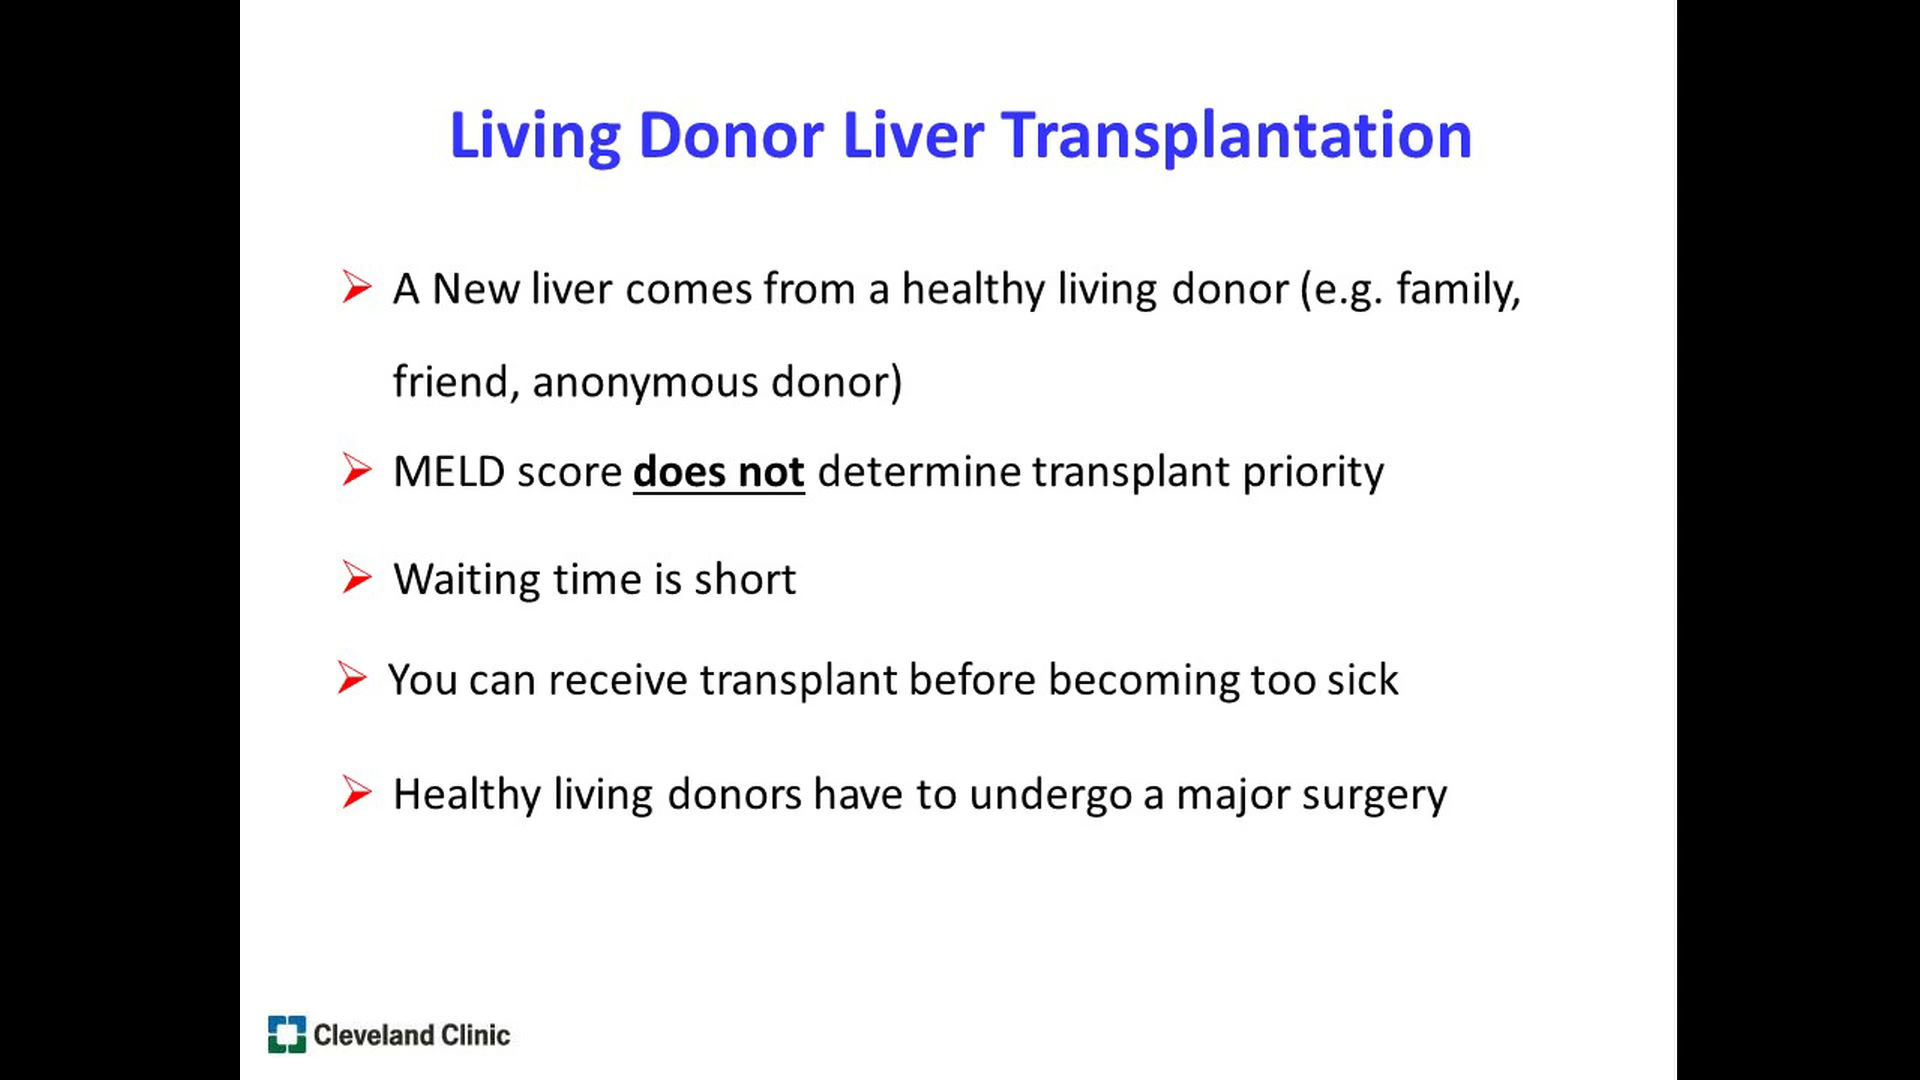 Living Donor Liver Transplantation
A New liver comes from a healthy living donor (e.g. family,
friend, anonymous donor)
MELD score does not determine transplant priority
Waiting time is short
You can receive transplant before becoming too sick
Healthy living donors have to undergo a major surgery
Cleveland Clinic